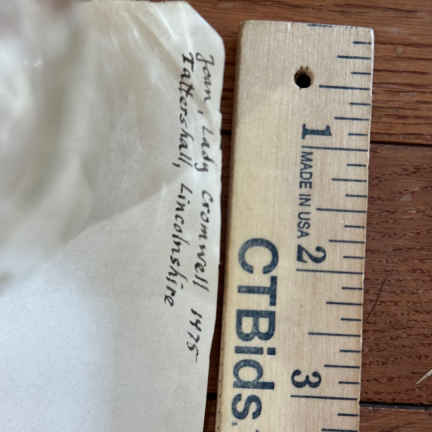 Joan, Lady Cromwell 1475
Tattershall, Lincolnshire
1
MADE IN USA
2
3
CTBids.